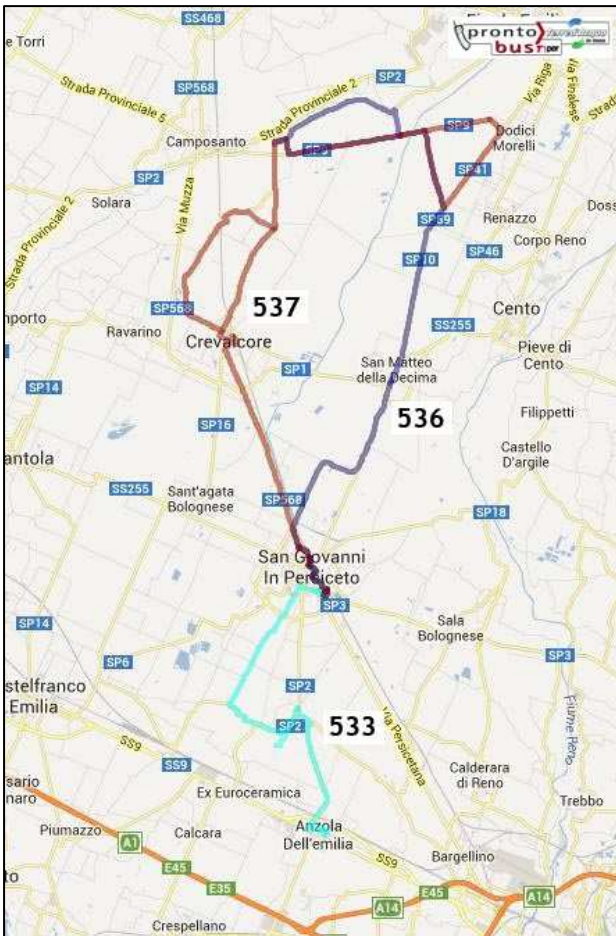 SS468
e Torri
pronto
bus
Terred'acqua
T per
Strada Provinciale 5
SP568
Strada Provinciale 2
SP2
Via Riga
Via Finalese
Camposanto
SP9
SP9
Dodici
Morelli
SP41
SP2
Solara
Via Muzza
Strada Provinciale 2
Renazzo
SP10
SP46
Corpo Reno
SP568
537
Cento
SS255
Ravarino
Crevalcore
SP1
San Matteo
della Decima
Pieve di
Cento
SP14
SP16
536
Filippetti
Castello
D'argile
antola
SS255
Sant'agata
Bolognese
SP568
SP18
San Giovanni
In Persiceto
SP3
SP14
SP6
Sala
Bolognese
SP3
stelfranco
Emilia
SP2
SP2
533
Via Persicetana
Fiume Reno
SS9
SS9
Calderara
di Reno
Trebbo
Ex Euroceramica
Piumazzo
Calcara
Anzola
Dell'emilia
A1
E45
SS9
Bargellino
E35
E45
A14
A14
Crespellano